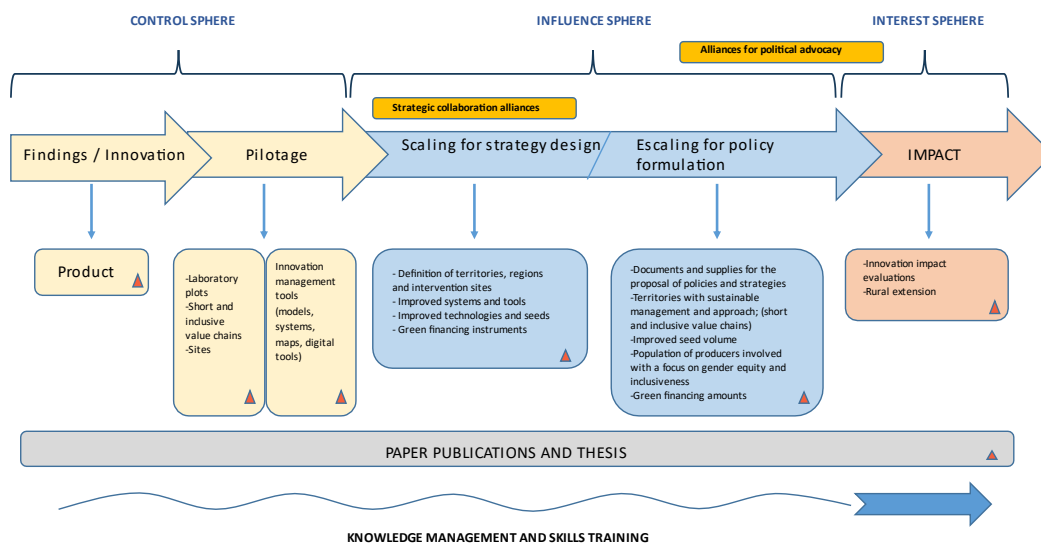 CONTROL SPHERE
INFLUENCE SPHERE
INTEREST SPEHERE
Alliances for political advocacy
Strategic collaboration alliances
Findings / Innovation
Pilotage
Scaling for strategy design
Escaling for policy
formulation
IMPACT
Product
-Laboratory
plots
-Short and
inclusive
value chains
-Sites
Innovation
management
tools
(models,
systems,
maps, digital
tools)
- Definition of territories, regions
and intervention sites
- Improved systems and tools
- Improved technologies and seeds
- Green financing instruments
-Documents and supplies for the
proposal of policies and strategies
-Territories with sustainable
management and approach; (short
and inclusive value chains)
-Improved seed volume
-Population of producers involved
with a focus on gender equity and
inclusiveness
-Green financing amounts
-Innovation impact
evaluations
-Rural extension
PAPER PUBLICATIONS AND THESIS
KNOWLEDGE MANAGEMENT AND SKILLS TRAINING